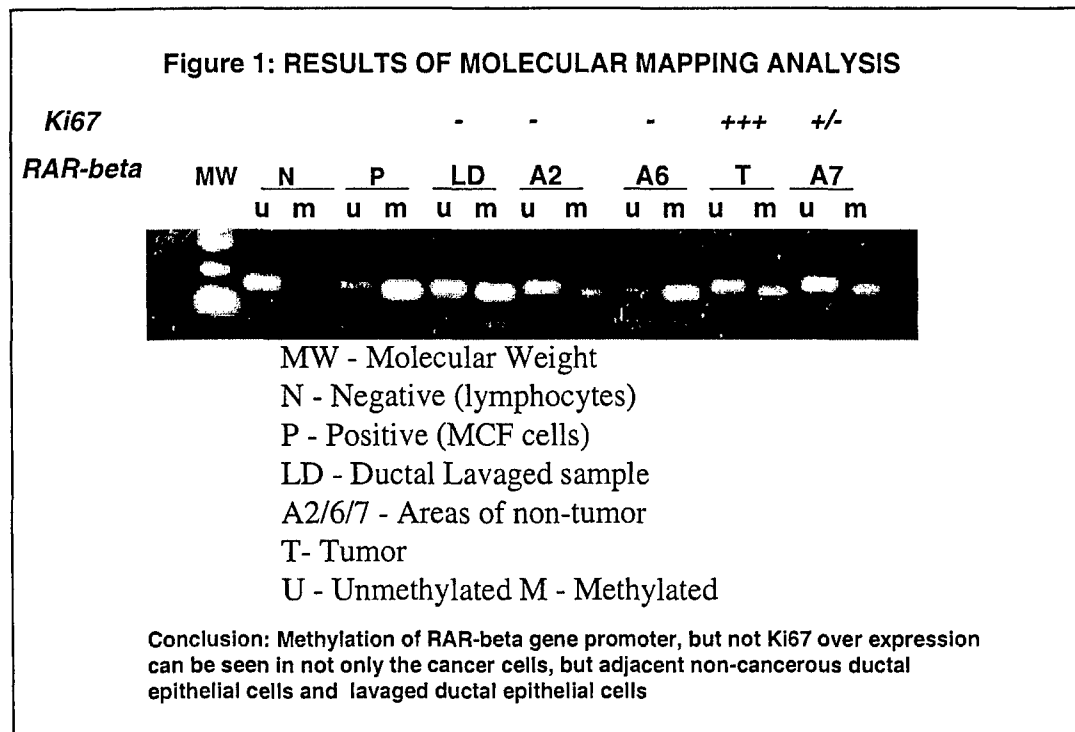 Figure 1: RESULTS OF MOLECULAR MAPPING ANALYSIS
Ki67 - - - +++ +/-
RAR-beta MW N P LD A2 A6 T A7
u m u m u m u m u m u m u m
MW - Molecular Weight
N - Negative (lymphocytes)
P - Positive (MCF cells)
LD - Ductal Lavaged sample
A2/6/7 - Areas of non-tumor
T- Tumor
U - Unmethylated M - Methylated
Conclusion: Methylation of RAR-beta gene promoter, but not Ki67 over expression
can be seen in not only the cancer cells, but adjacent non-cancerous ductal
epithelial cells and lavaged ductal epithelial cells